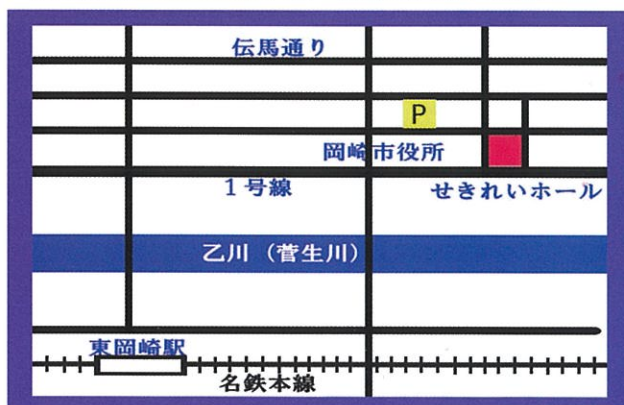 伝馬通り
P
岡崎市役所
1号線
せきれいホール
乙川（菅生川）
東岡崎駅
名鉄本線